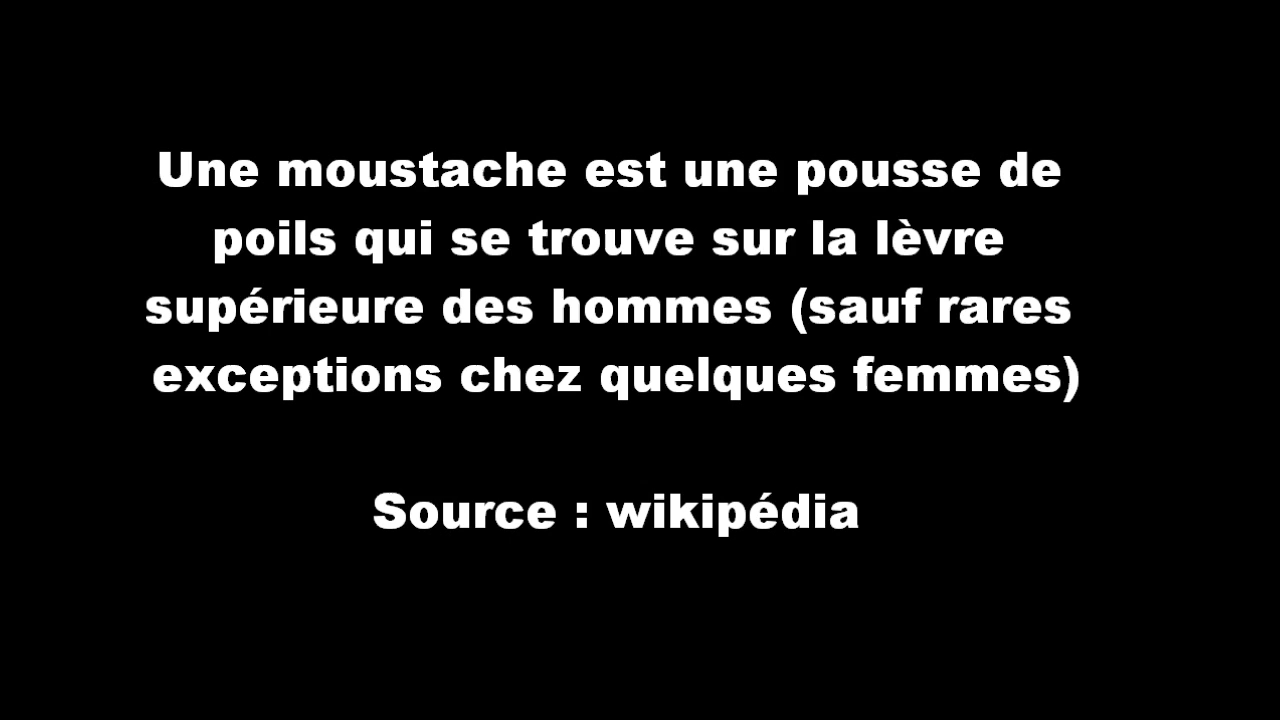 Une moustache est une pousse de
poils qui se trouve sur la lèvre
supérieure des hommes (sauf rares
exceptions chez quelques femmes)
Source : wikipédia